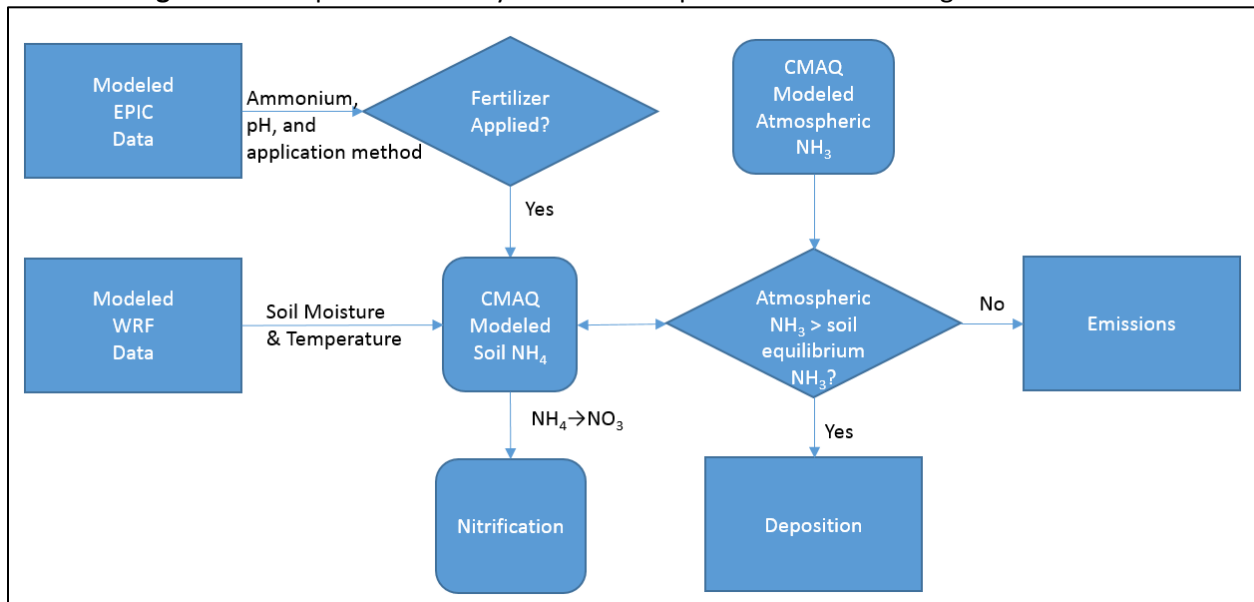 Modeled
EPIC
Data
Ammonium,
pH, and
application method
Fertilizer
Applied?
CMAQ
Modeled
Atmospheric
NH₃
Yes
Modeled
WRF
Data
Soil Moisture
& Temperature
CMAQ
Modeled
Soil NH₄
Atmospheric
NH₃ > soil
equilibrium
NH₃?
No
Emissions
NH₄→NO₃
Yes
Nitrification
Deposition